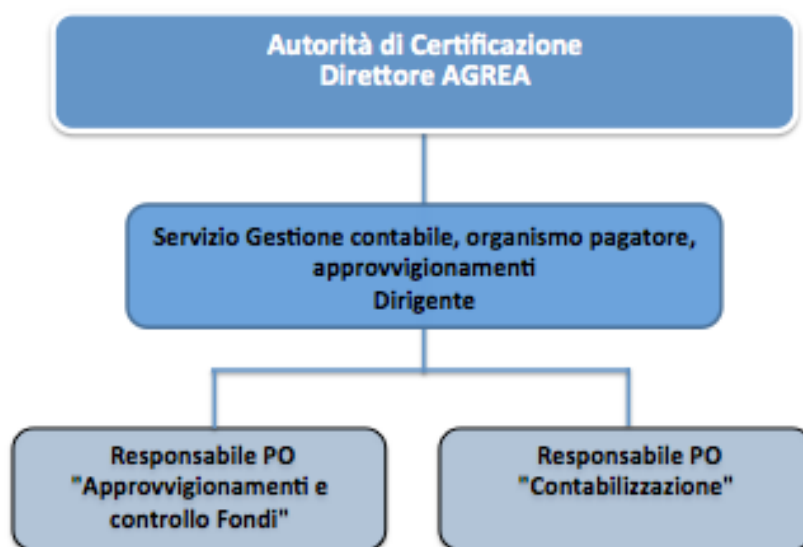 Autorità di Certificazione
Direttore AGREA
Servizio Gestione contabile, organismo pagatore,
approvvigionamenti
Dirigente
Responsabile PO
"Approvvigionamenti e
controllo Fondi"
Responsabile PO
"Contabilizzazione"